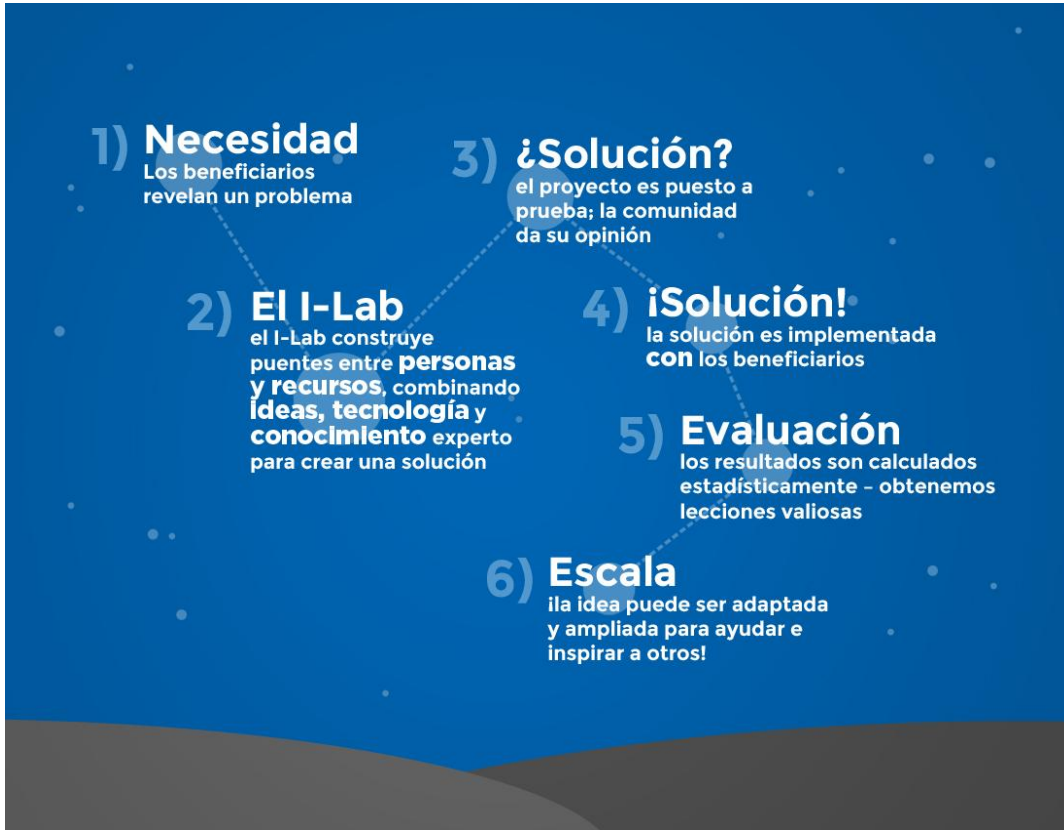 1) Necesidad
Los beneficiarios
revelan un problema
2) El I-Lab
el I-Lab construye
puentes entre personas
y recursos, combinando
ideas, tecnología y
conocimiento experto
para crear una solución
3) ¿Solución?
el proyecto es puesto a
prueba; la comunidad
da su opinión
4) ¡Solución!
la solución es implementada
con los beneficiarios
5) Evaluación
los resultados son calculados
estadísticamente – obtenemos
lecciones valiosas
6) Escala
¡la idea puede ser adaptada
y ampliada para ayudar e
inspirar a otros!